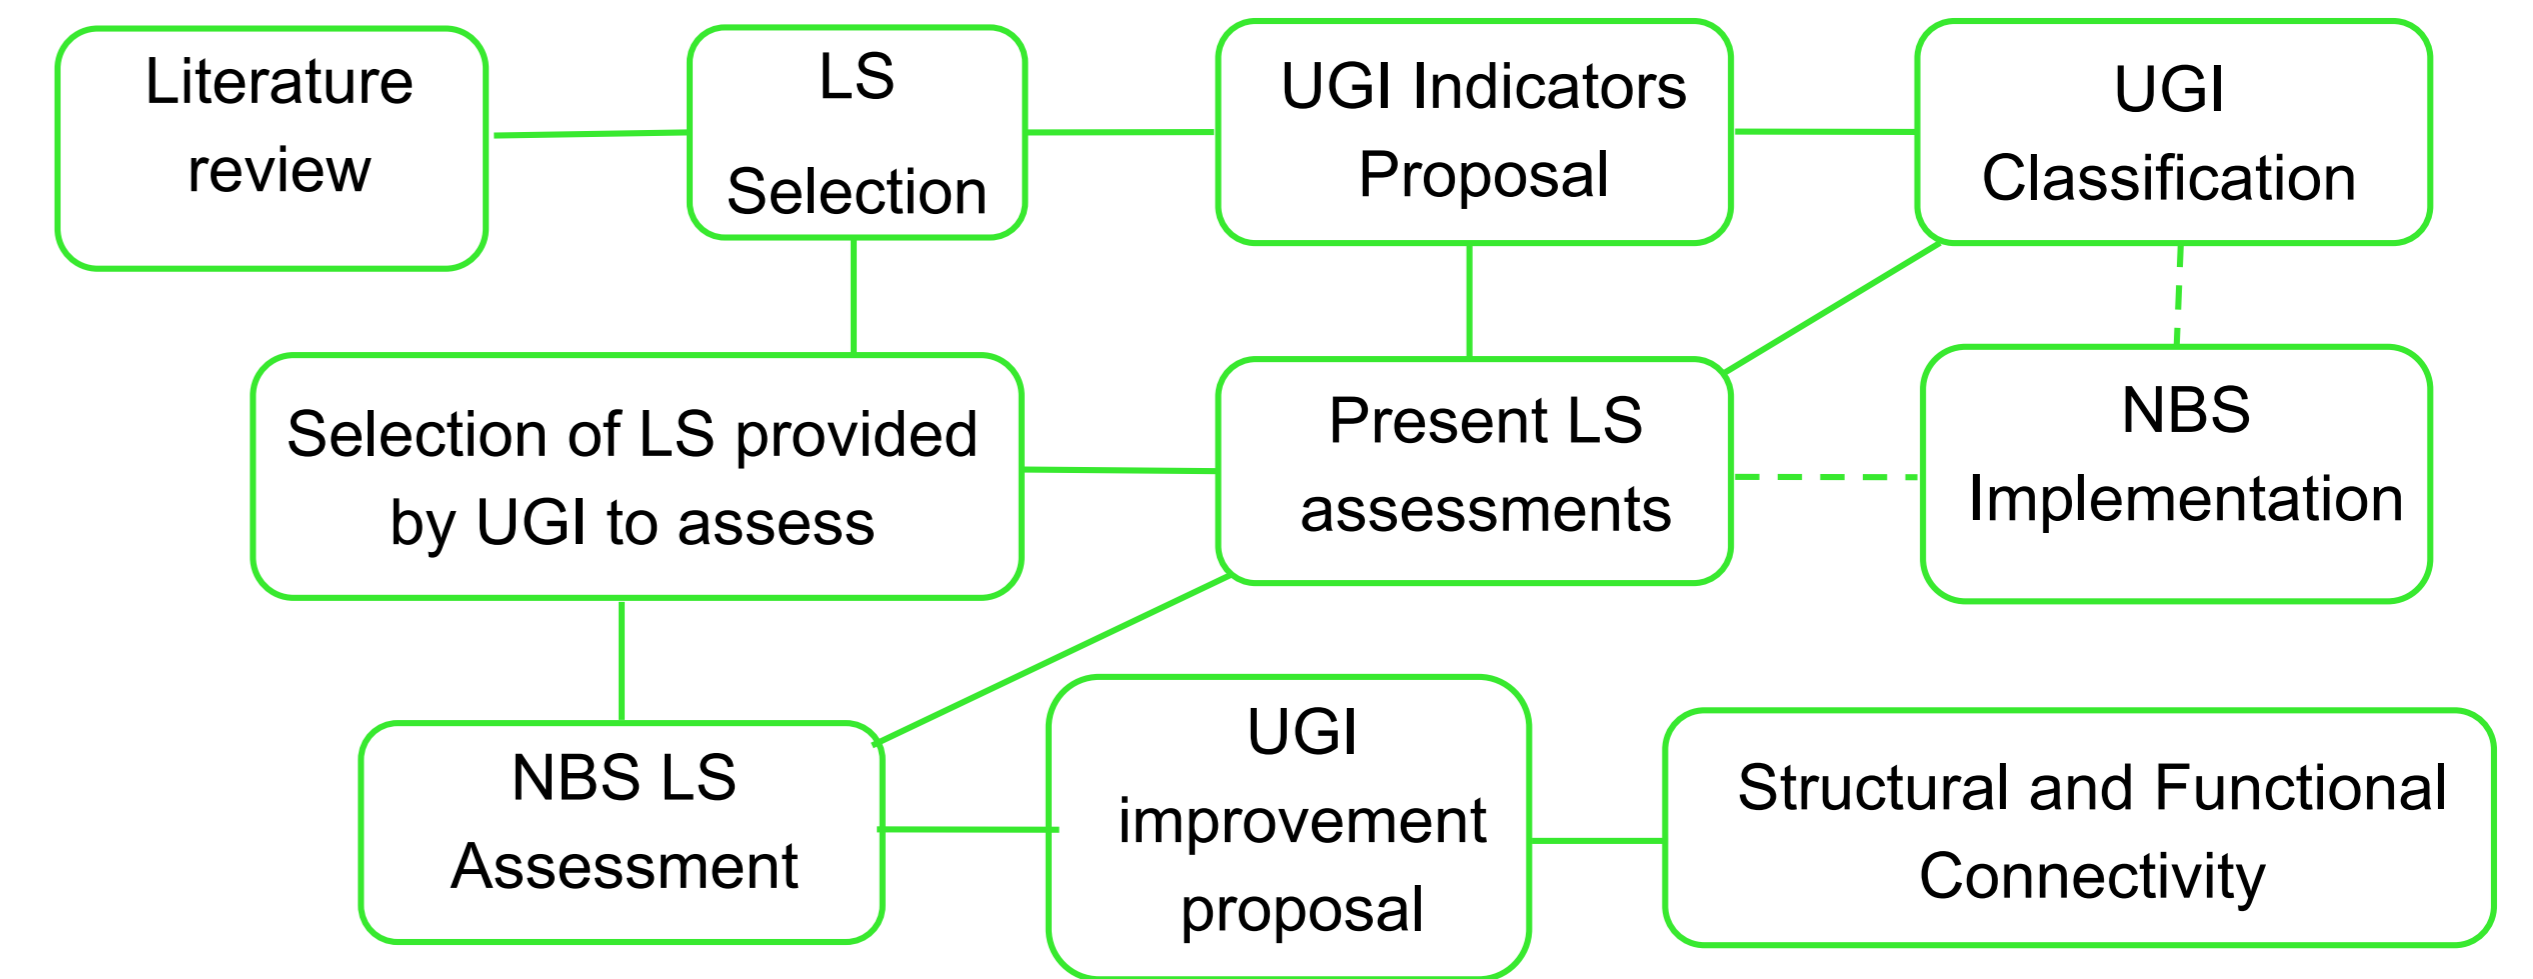 Literature
review
LS
Selection
UGI Indicators
Proposal
UGI
Classification
Selection of LS provided
by UGI to assess
Present LS
assessments
NBS
Implementation
NBS LS
Assessment
UGI
improvement
proposal
Structural and Functional
Connectivity